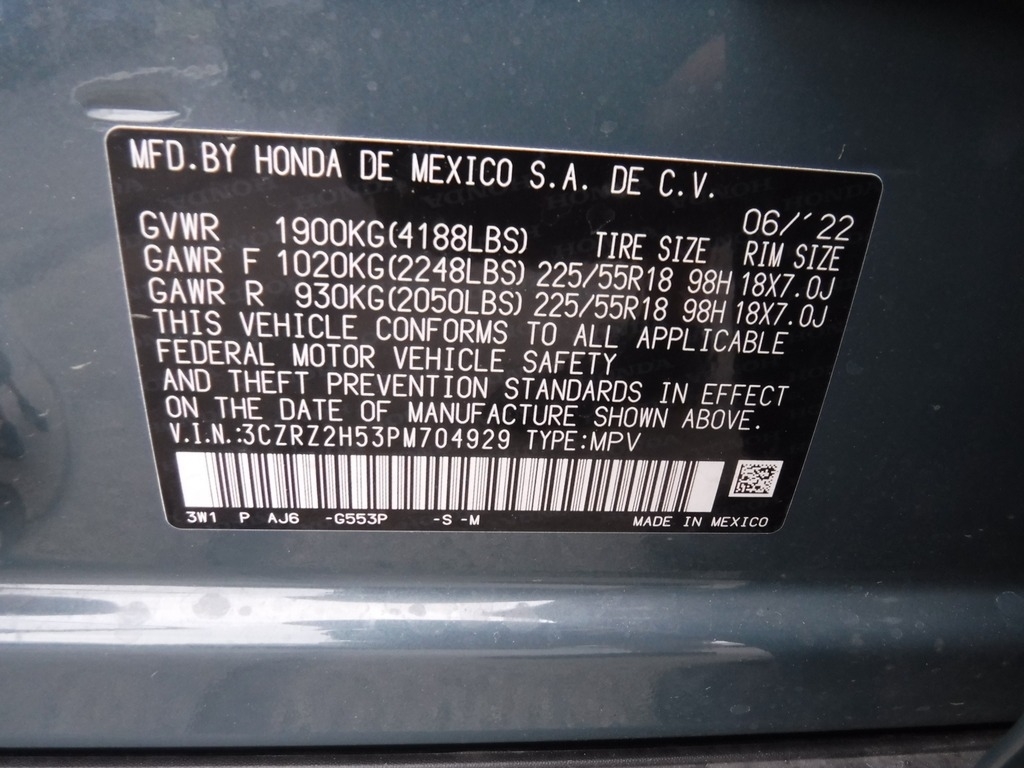 MFD.BY HONDA DE MEXICO S.A. DE C.V.
06/'22
GVWR 1900KG(4188LBS) TIRE SIZE RIM SIZE
GAWR F 1020KG(2248LBS) 225/55R18 98H 18X7.0J
GAWR R 930KG(2050LBS) 225/55R18 98H 18X7.0J
THIS VEHICLE CONFORMS TO ALL APPLICABLE
FEDERAL MOTOR VEHICLE SAFETY
AND THEFT PREVENTION STANDARDS IN EFFECT
ON THE DATE OF MANUFACTURE SHOWN ABOVE.
V.I.N.:3CZRZ2H53PM704929 TYPE:MPV
3W1 P AJ6 -G553P -S -M MADE IN MEXICO